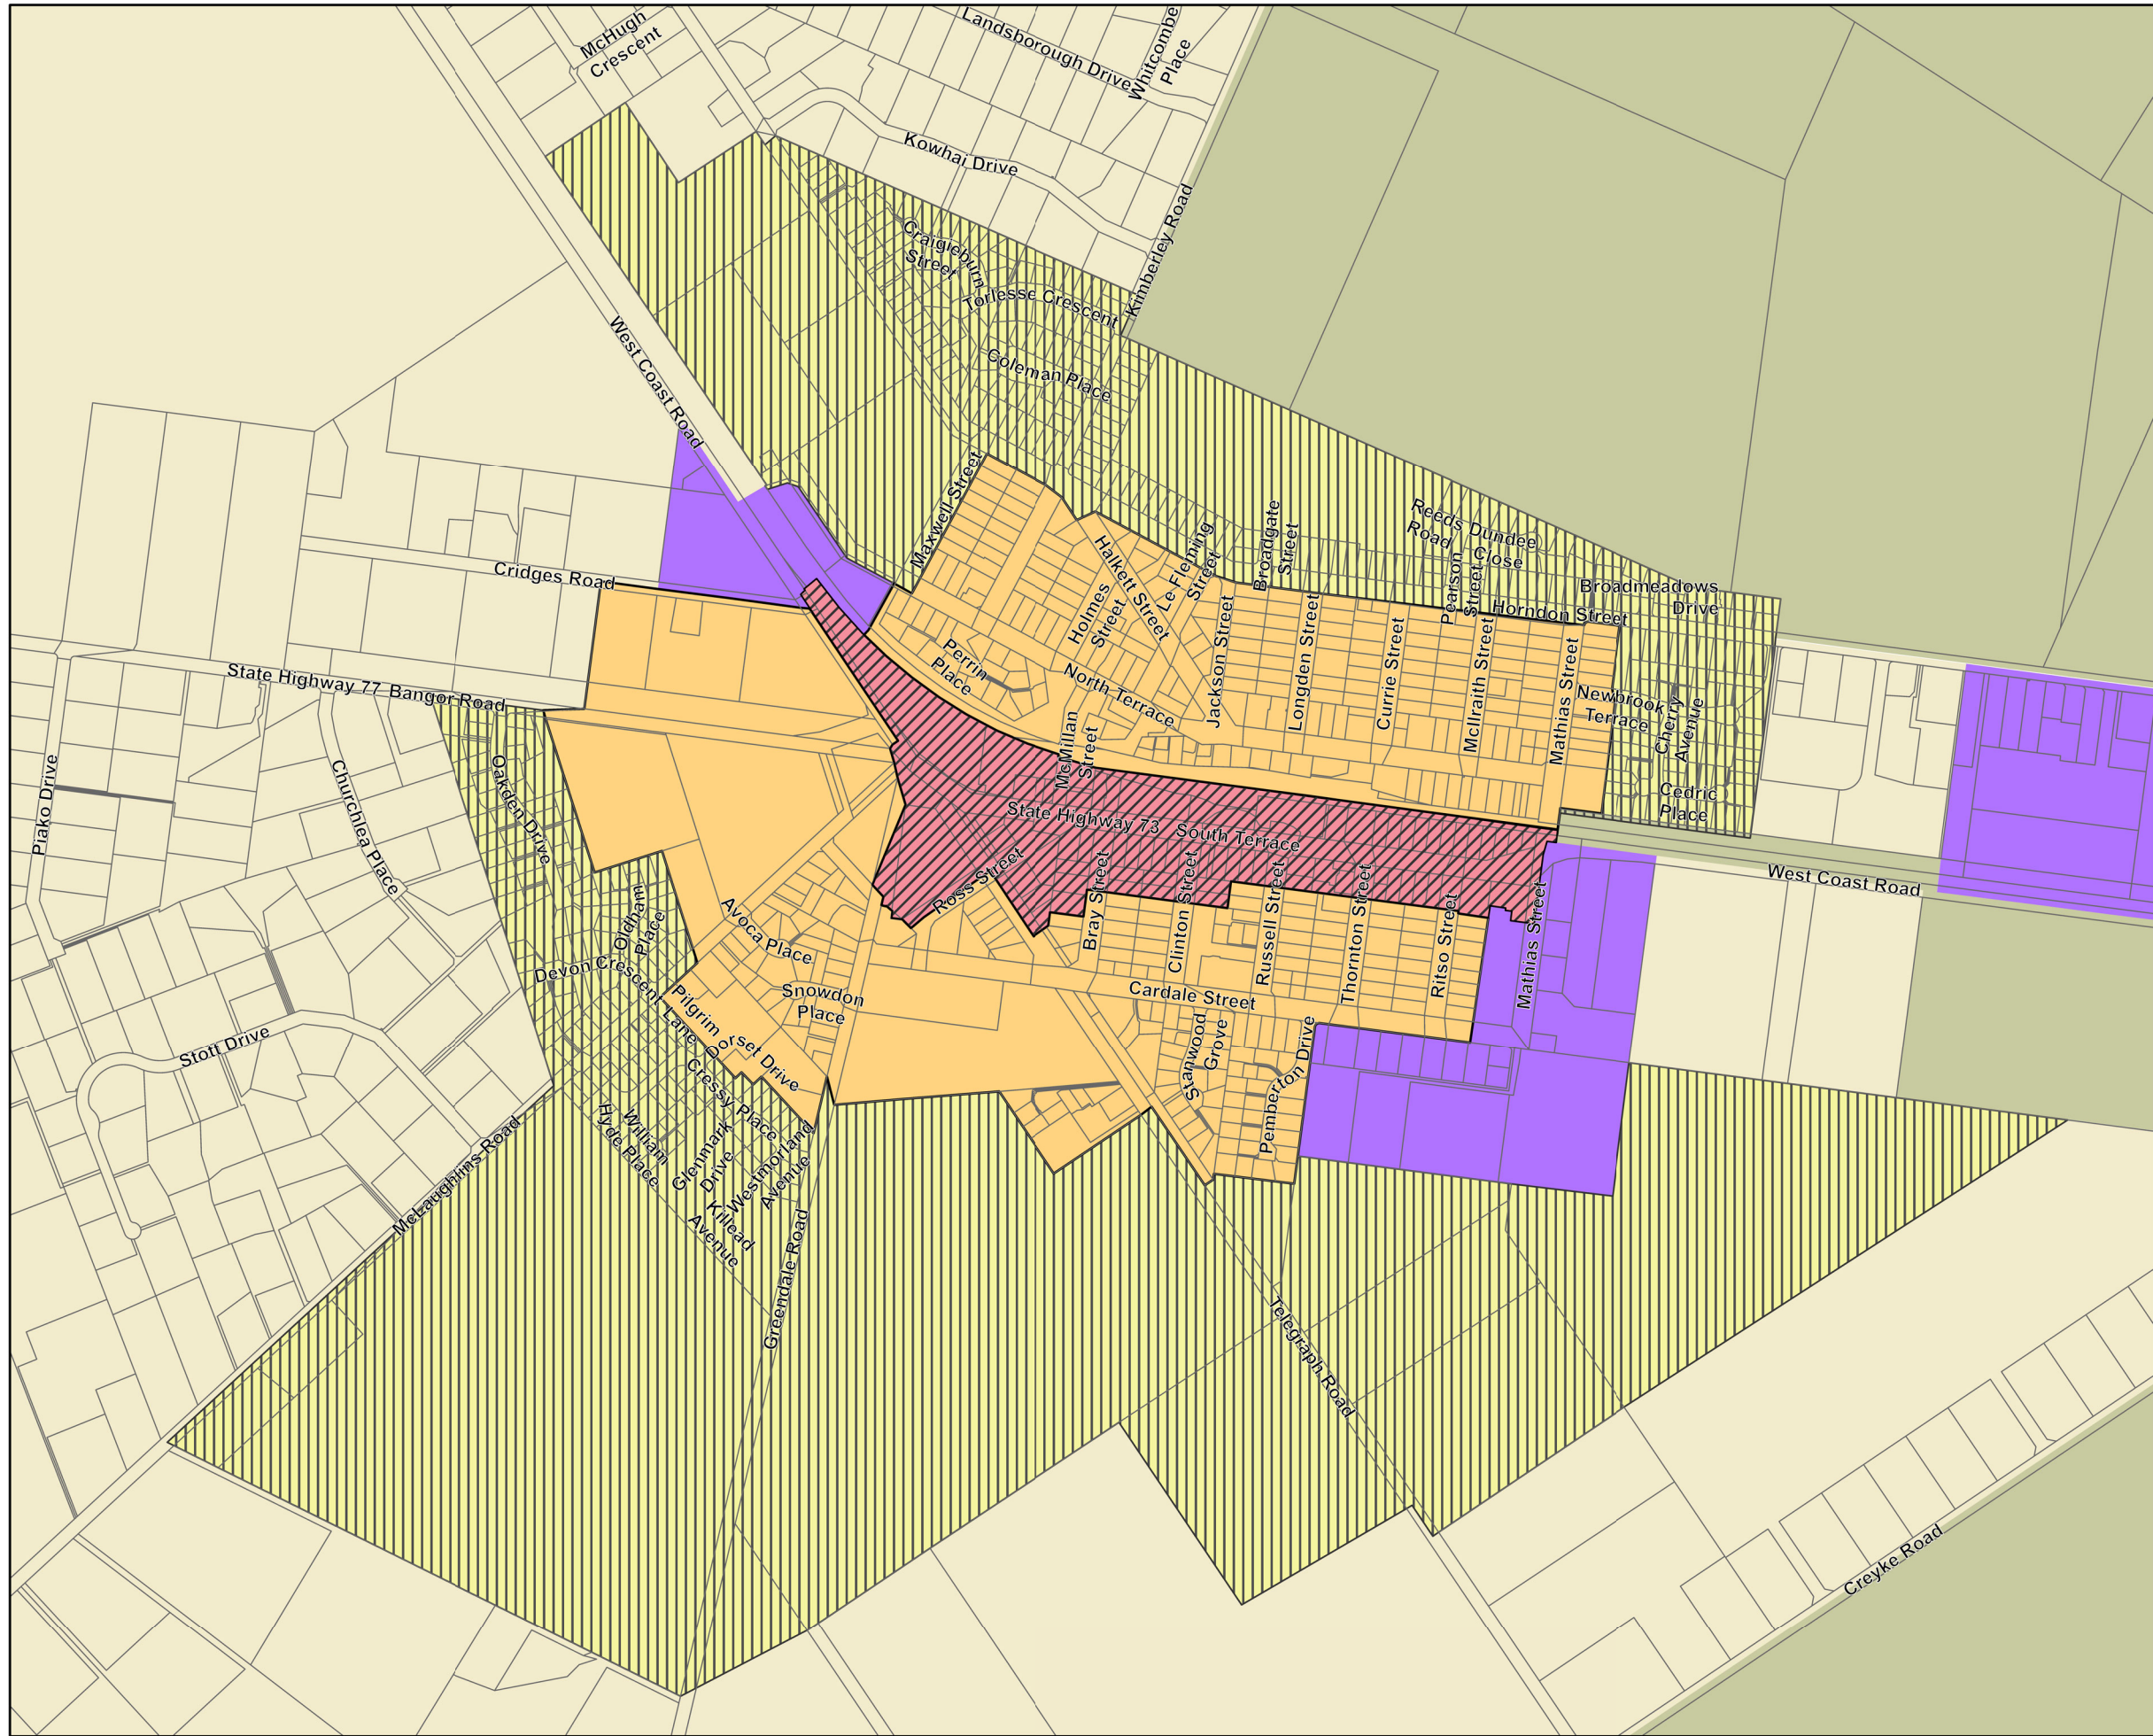 McHugh
Crescent
Landsborough Drive
Whitcombe
Place
Kowhai Drive
Kimberley Road
Craigieburn
Street
Torlesse Crescent
Coleman Place
West Coast Road
Maxwell Street
Cridges Road
Halkett Street
Le Fleming
Street
Broadgate
Street
Reeds
Road
Dundee
Close
Pearson
Street
Broadmeadows
Drive
Horndon Street
Holmes
Street
Perrin
Place
North Terrace
Jackson Street
Longden Street
Currie Street
McIlraith Street
Mathias Street
Newbrook
Terrace
Cherry
Avenue
Cedric
Place
State Highway 77
Bangor Road
McMillan
Street
State Highway 73
South Terrace
West Coast Road
Piako Drive
Churchlea Place
Oakden Drive
Oldham
Place
Avoca Place
Ross Street
Bray Street
Clinton Street
Russell Street
Thornton Street
Ritso Street
Mathias Street
Devon Crescent
Snowdon
Place
Cardale Street
Pilgrim
Lane
Dorset Drive
Stanwood
Grove
Pemberton Drive
Stott Drive
Cressy Place
William
Hyde Place
Glenmark
Drive
Westmorland
Avenue
Killead
Avenue
McLaughlins Road
Greendale Road
Telegraph Road
Creyke Road